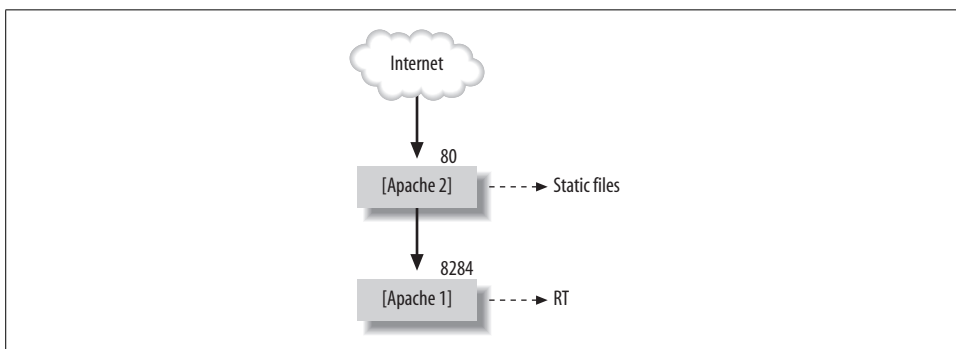 Internet
80
[Apache 2]
Static files
8284
[Apache 1]
RT